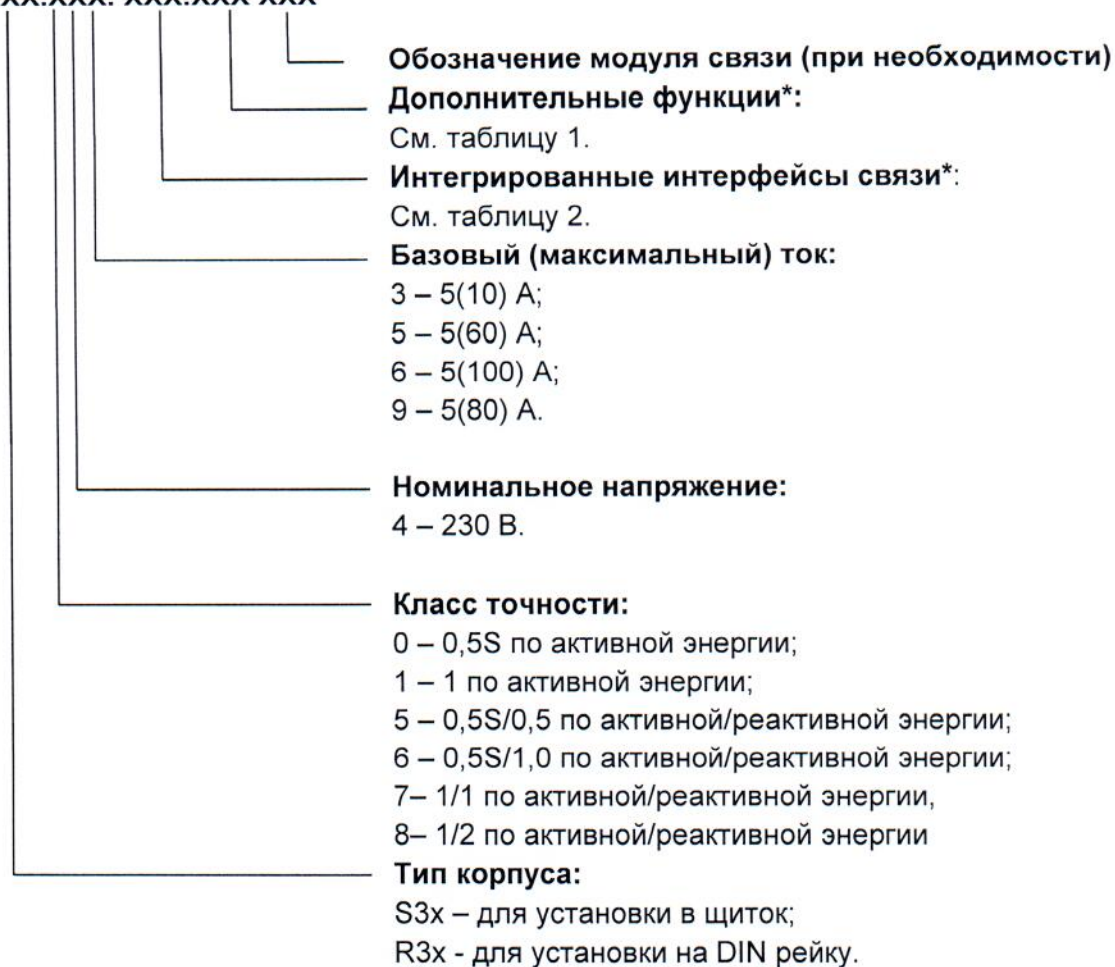 Обозначение модуля связи (при необходимости)
Дополнительные функции*:
См. таблицу 1.
Интегрированные интерфейсы связи*:
См. таблицу 2.
Базовый (максимальный) ток:
3 – 5(10) А;
5 – 5(60) А;
6 – 5(100) А;
9 – 5(80) А.
Номинальное напряжение:
4 – 230 В.
Класс точности:
0 – 0,5S по активной энергии;
1 – 1 по активной энергии;
5 – 0,5S/0,5 по активной/реактивной энергии;
6 – 0,5S/1,0 по активной/реактивной энергии;
7– 1/1 по активной/реактивной энергии,
8– 1/2 по активной/реактивной энергии
Тип корпуса:
S3x – для установки в щиток;
R3x - для установки на DIN рейку.